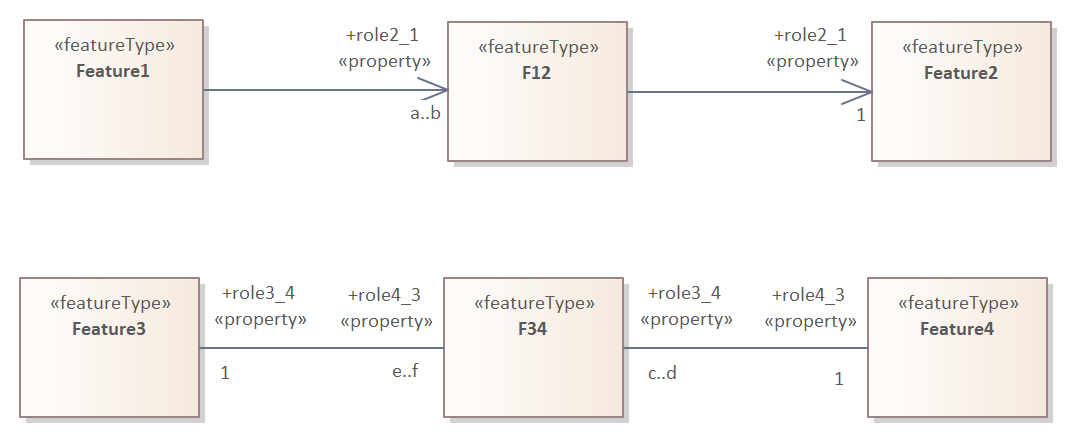 +role2_1
+role2_1
«featureType»
Feature1
«property»
«featureType»
F12
«property»
«featureType»
Feature2
a..b
1
«featureType»
Feature3
+role3_4
«property»
+role4_3
«property»
«featureType»
F34
+role3_4
«property»
+role4_3
«property»
«featureType»
Feature4
1
e..f
c..d
1